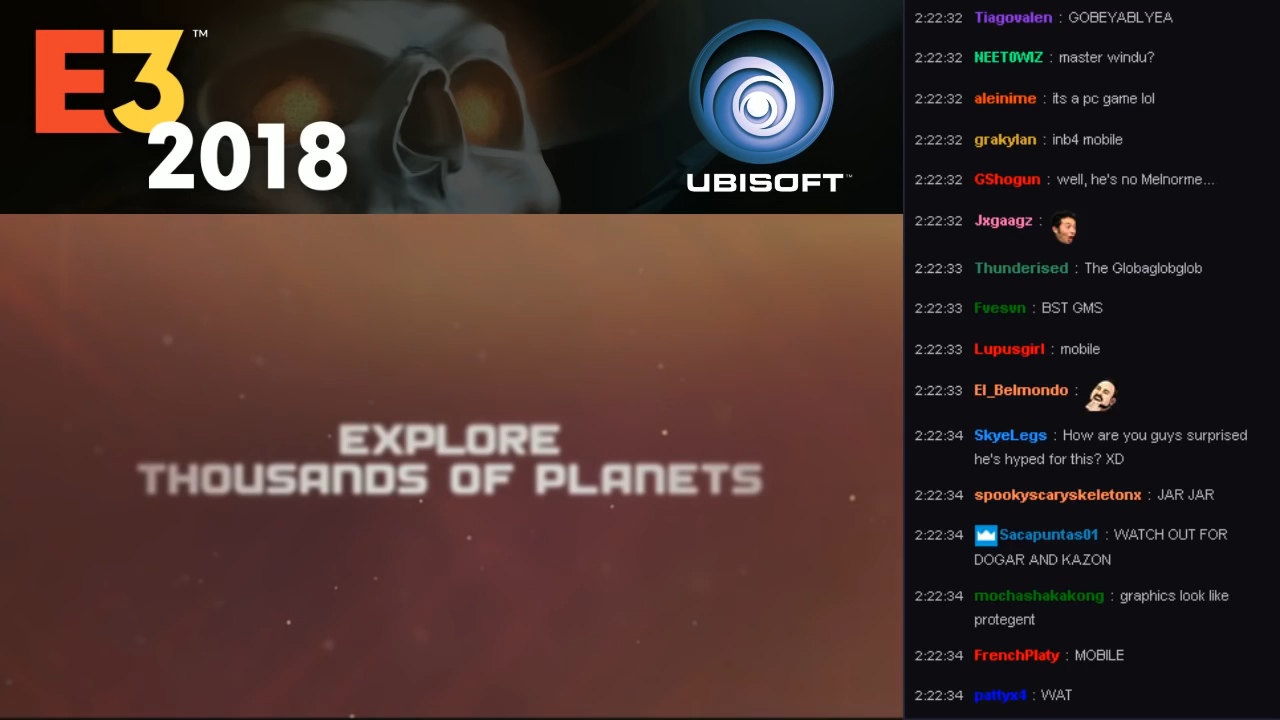 E3™
2018
UBISOFT™
EXPLORE
THOUSANDS OF PLANETS
2:22:32 Tiagovalen : GOBEYABLYEA
2:22:32 NEET0WIZ : master windu?
2:22:32 aleinime : its a pc game lol
2:22:32 grakylan : inb4 mobile
2:22:32 GShogun : well, he's no Melnorme...
2:22:32 Jxgaagz :
2:22:33 Thunderised : The Globaglobglob
2:22:33 Fvesvn : BST GMS
2:22:33 Lupusgirl : mobile
2:22:33 El_Belmondo :
2:22:34 SkyeLegs : How are you guys surprised
he's hyped for this? XD
2:22:34 spookyscaryskeletonx : JAR JAR
2:22:34 Sacapuntas01 : WATCH OUT FOR
DOGAR AND KAZON
2:22:34 mochashakakong : graphics look like
protegent
2:22:34 FrenchPlaty : MOBILE
2:22:34 pattyx4 : WAT